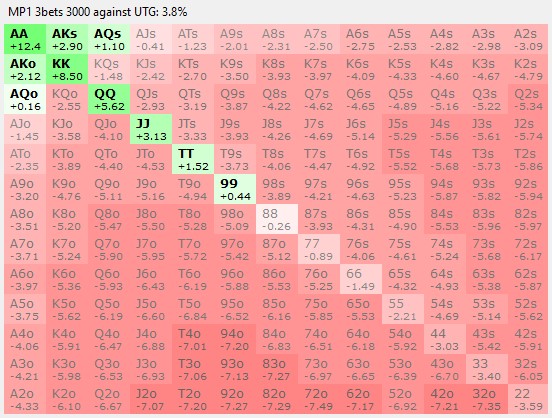 MP1 3bets 3000 against UTG: 3.8%
AA AKs AQs AJs ATs A9s A8s A7s A6s A5s A4s A3s A2s
+12.4 +2.90 +1.10 -0.41 -1.23 -2.01 -2.31 -2.50 -2.75 -2.53 -2.82 -2.98 -3.09
AKo KK KQs KJs KTs K9s K8s K7s K6s K5s K4s K3s K2s
+2.12 +8.50 -1.48 -2.42 -2.70 -3.50 -3.93 -3.97 -4.09 -4.33 -4.60 -4.67 -4.79
AQo KQo QQ QJs QTs Q9s Q8s Q7s Q6s Q5s Q4s Q3s Q2s
+0.16 -2.55 +5.62 -2.93 -3.19 -3.87 -4.22 -4.62 -4.65 -4.89 -5.16 -5.22 -5.34
AJo KJo QJo JJ JTs J9s J8s J7s J6s J5s J4s J3s J2s
-1.45 -3.58 -4.10 +3.13 -3.33 -3.93 -4.26 -4.69 -5.14 -5.29 -5.56 -5.61 -5.74
ATo KTo QTo JTo TT T9s T8s T7s T6s T5s T4s T3s T2s
-2.35 -3.89 -4.40 -4.53 +1.52 -3.73 -4.06 -4.47 -4.92 -5.52 -5.68 -5.73 -5.86
A9o K9o Q9o J9o T9o 99 98s 97s 96s 95s 94s 93s 92s
-3.20 -4.76 -5.11 -5.16 -4.94 +0.44 -3.89 -4.21 -4.63 -5.23 -5.87 -5.82 -5.94
A8o K8o Q8o J8o T8o 98o 88 87s 86s 85s 84s 83s 82s
-3.51 -5.20 -5.47 -5.50 -5.28 -5.09 -0.26 -3.93 -4.31 -4.90 -5.53 -5.96 -5.97
A7o K7o Q7o J7o T7o 97o 87o 77 76s 75s 74s 73s 72s
-3.71 -5.24 -5.90 -5.95 -5.72 -5.42 -5.12 -0.89 -4.06 -4.61 -5.24 -5.68 -6.17
A6o K6o Q6o J6o T6o 96o 86o 76o 66 65s 64s 63s 62s
-3.97 -5.36 -5.93 -6.43 -6.19 -5.88 -5.53 -5.25 -1.49 -4.32 -4.93 -5.38 -5.87
A5o K5o Q5o J5o T5o 95o 85o 75o 65o 55 54s 53s 52s
-3.75 -5.62 -6.19 -6.60 -6.84 -6.52 -6.16 -5.85 -5.53 -2.21 -4.69 -5.14 -5.62
A4o K4o Q4o J4o T4o 94o 84o 74o 64o 54o 44 43s 42s
-4.06 -5.91 -6.47 -6.88 -7.01 -7.20 -6.83 -6.51 -6.18 -5.92 -3.03 -5.42 -5.91
A3o K3o Q3o J3o T3o 93o 83o 73o 63o 53o 43o 33 32s
-4.21 -5.98 -6.53 -6.93 -7.06 -7.13 -7.27 -6.97 -6.65 -6.39 -6.70 -3.40 -6.05
A2o K2o Q2o J2o T2o 92o 82o 72o 62o 52o 42o 32o 22
-4.33 -6.10 -6.67 -7.07 -7.20 -7.27 -7.29 -7.49 -7.17 -6.92 -7.21 -7.35 -3.59